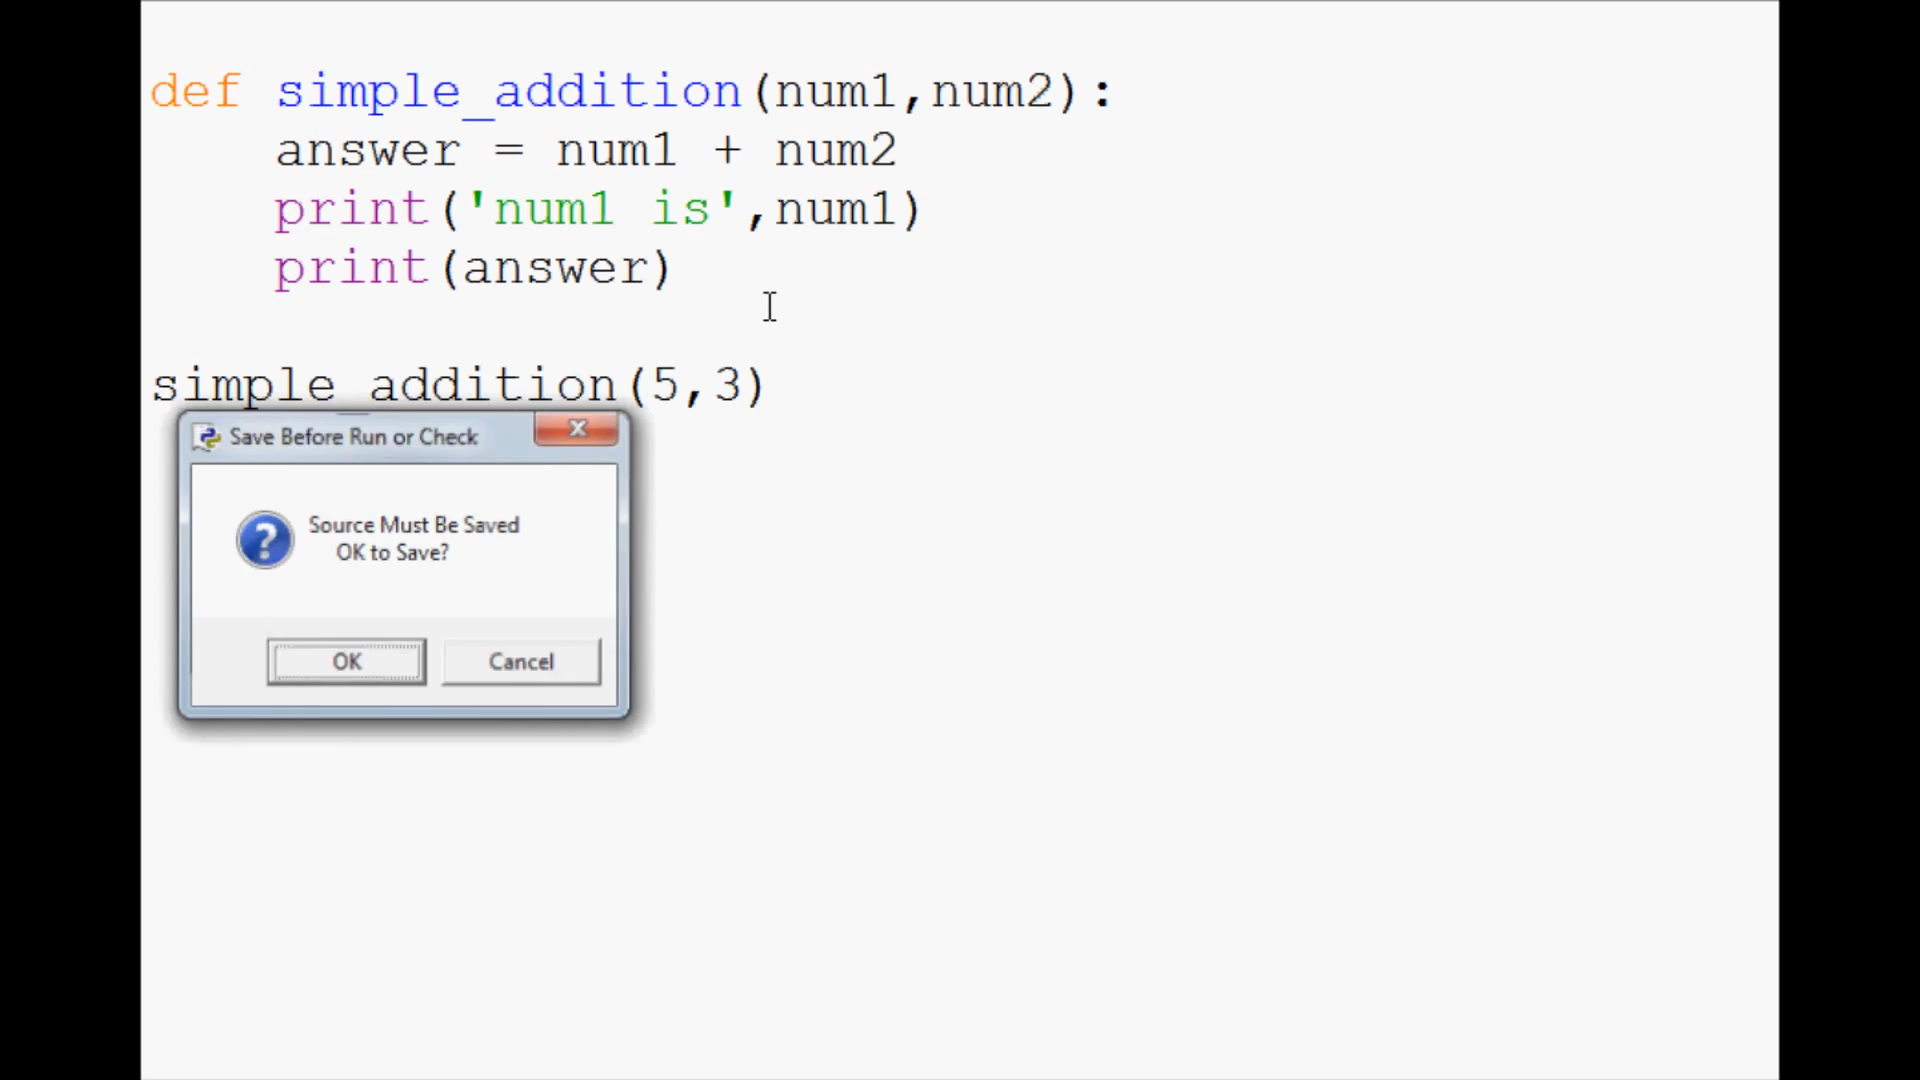 def simple_addition(num1,num2):
    answer = num1 + num2
    print('num1 is',num1)
    print(answer)
simple_addition(5,3)
Save Before Run or Check
Source Must Be Saved
OK to Save?
OK
Cancel